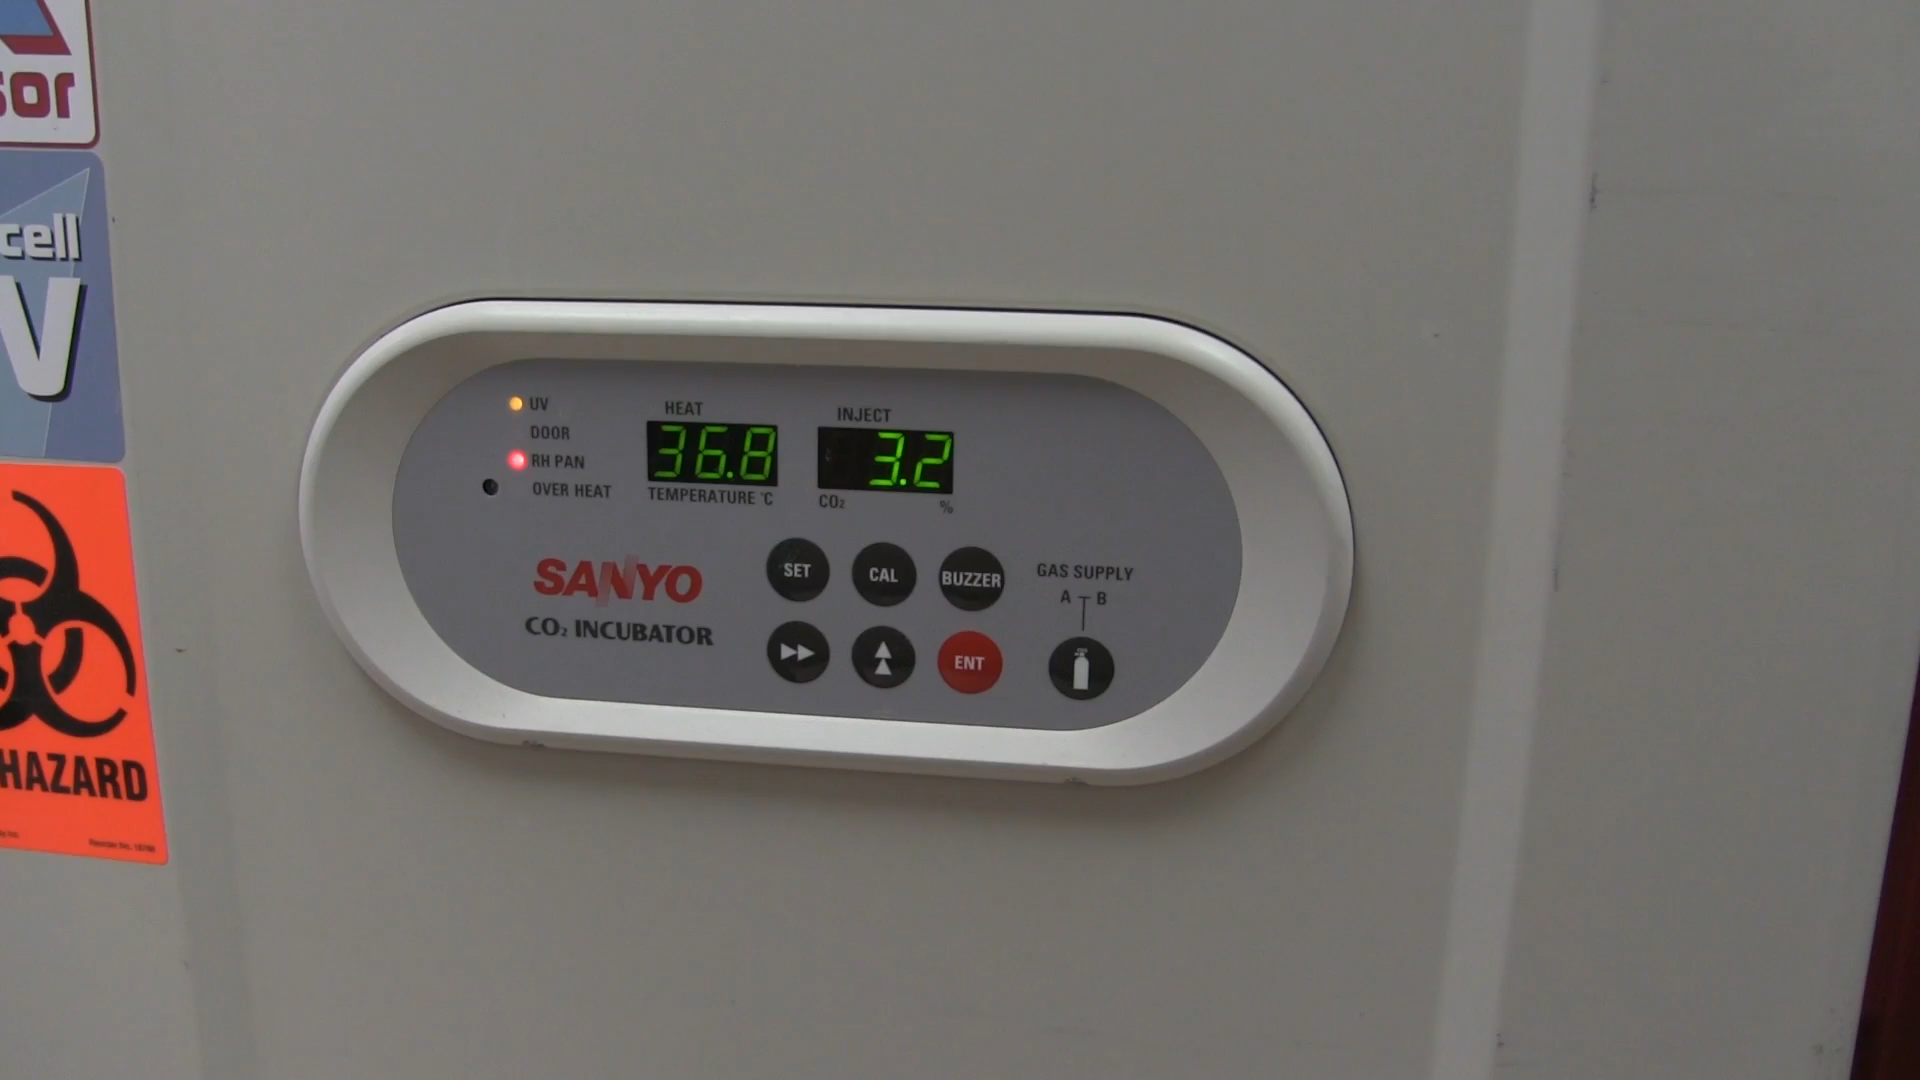 sor
cell
V
HAZARD
UV
DOOR
RH PAN
OVER HEAT
HEAT
36.8
TEMPERATURE °C
INJECT
3.2
CO₂ %
SANYO
CO₂ INCUBATOR
SET
CAL
BUZZER
ENT
GAS SUPPLY
A B